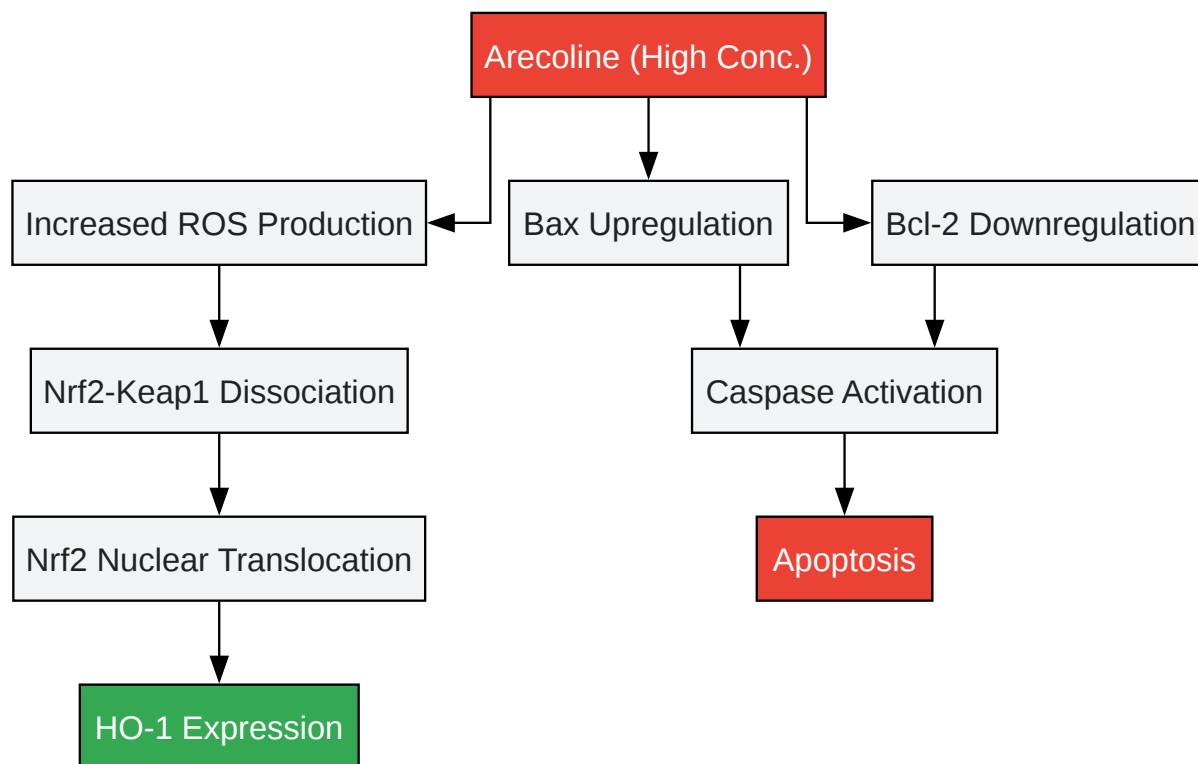 Arecoline (High Conc.)
Increased ROS Production
Bax Upregulation
Bcl-2 Downregulation
Nrf2-Keap1 Dissociation
Caspase Activation
Nrf2 Nuclear Translocation
Apoptosis
HO-1 Expression